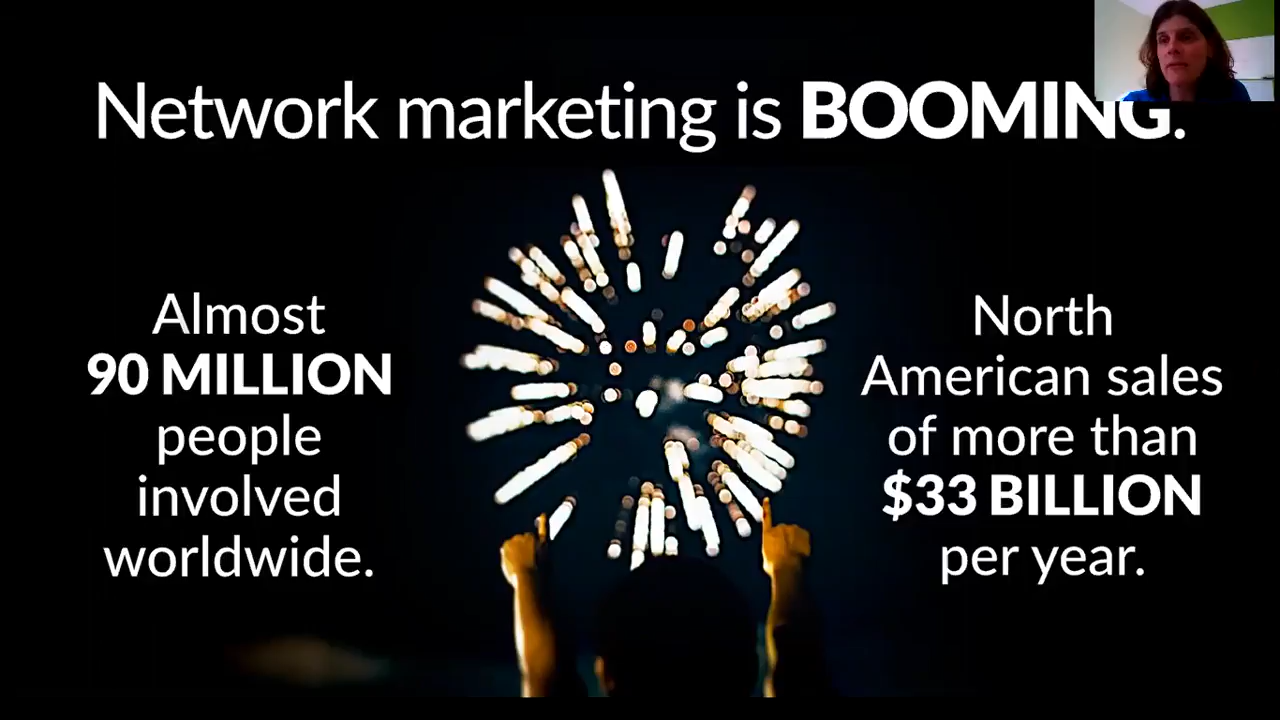 Network marketing is BOOMING.
Almost
90 MILLION
people
involved
worldwide.
North
American sales
of more than
$33 BILLION
per year.